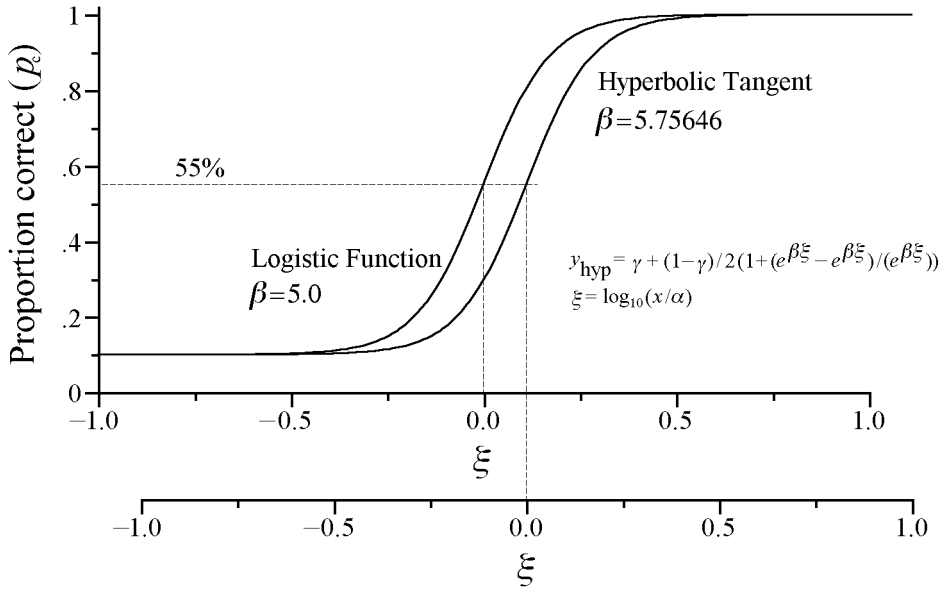 Proportion correct (pc)
1
.8
.6
.4
.2
0
55%
Hyperbolic Tangent
β=5.75646
Logistic Function
β=5.0
yhyp = γ + (1−γ)/2(1+(eβξ − eβξ)/(eβξ))
ξ = log10(x/α)
−1.0 −0.5 0.0 0.5 1.0
ξ
−1.0 −0.5 0.0 0.5 1.0
ξ